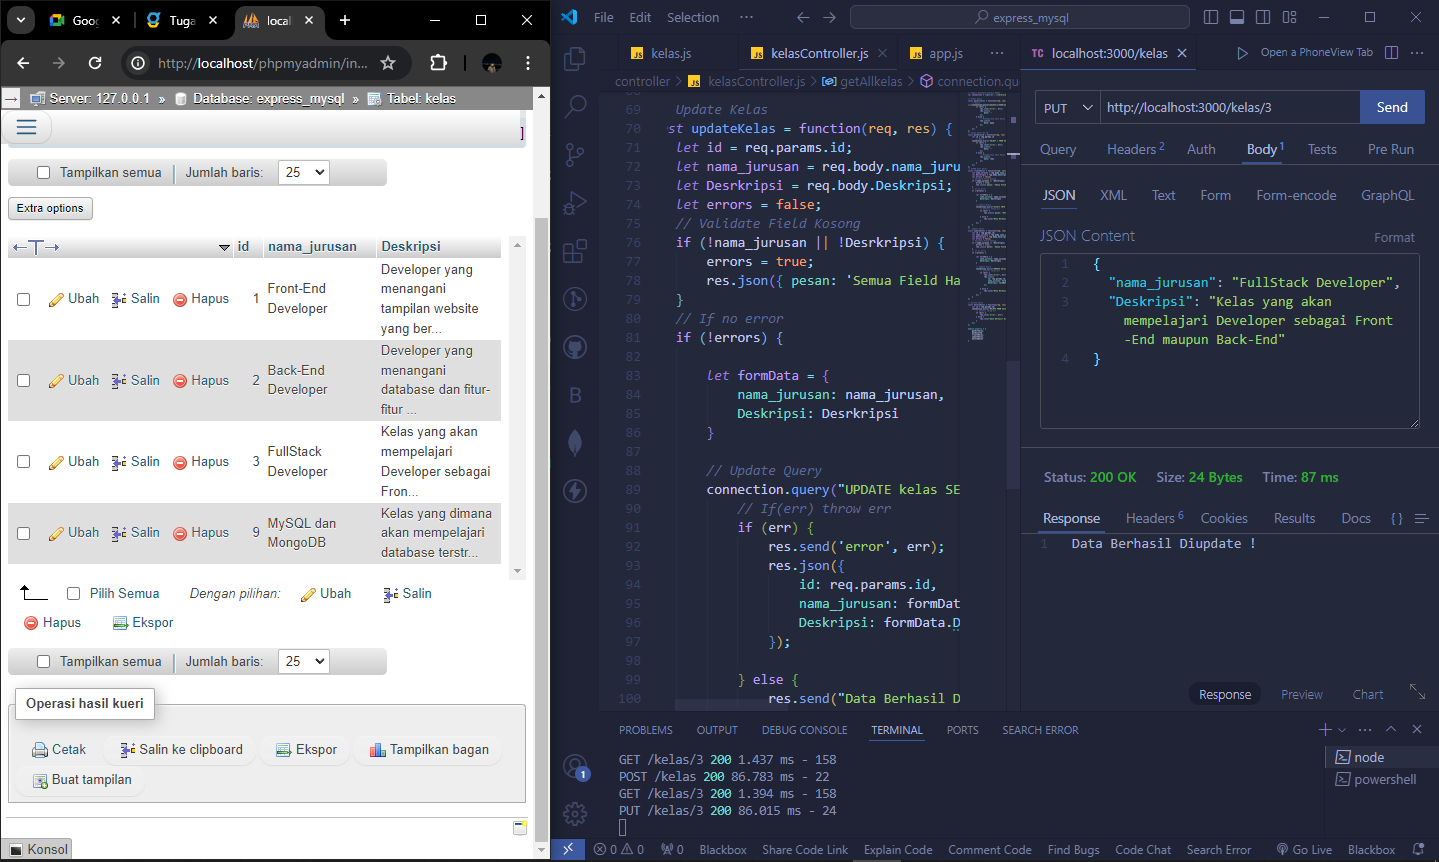 Goog
Tuga
local
http://localhost/phpmyadmin/in...
Server: 127.0.0.1 » Database: express_mysql » Tabel: kelas
]
Tampilkan semua Jumlah baris: 25
Extra options
id nama_jurusan Deskripsi
Ubah Salin Hapus 1 Front-End Developer Developer yang menangani tampilan website yang ber...
Ubah Salin Hapus 2 Back-End Developer Developer yang menangani database dan fitur-fitur ...
Ubah Salin Hapus 3 FullStack Developer Kelas yang akan mempelajari Developer sebagai Fron...
Ubah Salin Hapus 9 MySQL dan MongoDB Kelas yang dimana akan mempelajari database terstr...
Pilih Semua Dengan pilihan: Ubah Salin
Hapus Ekspor
Tampilkan semua Jumlah baris: 25
Operasi hasil kueri
Cetak Salin ke clipboard Ekspor Tampilkan bagan
Buat tampilan
Konsol
File Edit Selection ··· express_mysql
JS kelas.js JS kelasController.js JS app.js ···
controller > JS kelasController.js > getAllkelas > connection.qu
69 Update Kelas
70 st updateKelas = function(req, res) {
71 let id = req.params.id;
72 let nama_jurusan = req.body.nama_juru
73 let Desrkripsi = req.body.Deskripsi;
74 let errors = false;
75 // Validate Field Kosong
76 if (!nama_jurusan || !Desrkripsi) {
77 errors = true;
78 res.json({ pesan: 'Semua Field Ha
79 }
80 // If no error
81 if (!errors) {
82
83 let formData = {
84 nama_jurusan: nama_jurusan,
85 Deskripsi: Desrkripsi
86 }
87
88 // Update Query
89 connection.query("UPDATE kelas SE
90 // If(err) throw err
91 if (err) {
92 res.send('error', err);
93 res.json({
94 id: req.params.id,
95 nama_jurusan: formDat
96 Deskripsi: formData.D
97 });
98
99 } else {
100 res.send("Data Berhasil D
TC localhost:3000/kelas Open a PhoneView Tab ···
PUT http://localhost:3000/kelas/3 Send
Query Headers 2 Auth Body 1 Tests Pre Run
JSON XML Text Form Form-encode GraphQL
JSON Content Format
1 {
2 "nama_jurusan": "FullStack Developer",
3 "Deskripsi": "Kelas yang akan
mempelajari Developer sebagai Front
-End maupun Back-End"
4 }
Status: 200 OK Size: 24 Bytes Time: 87 ms
Response Headers 6 Cookies Results Docs {}
1 Data Berhasil Diupdate !
Response Preview Chart
PROBLEMS OUTPUT DEBUG CONSOLE TERMINAL PORTS SEARCH ERROR
GET /kelas/3 200 1.437 ms - 158
POST /kelas 200 86.783 ms - 22
GET /kelas/3 200 1.394 ms - 158
PUT /kelas/3 200 86.015 ms - 24
node
powershell
B
1
0 0 0 Blackbox Share Code Link Explain Code Comment Code Find Bugs Code Chat Search Error Go Live Blackbox